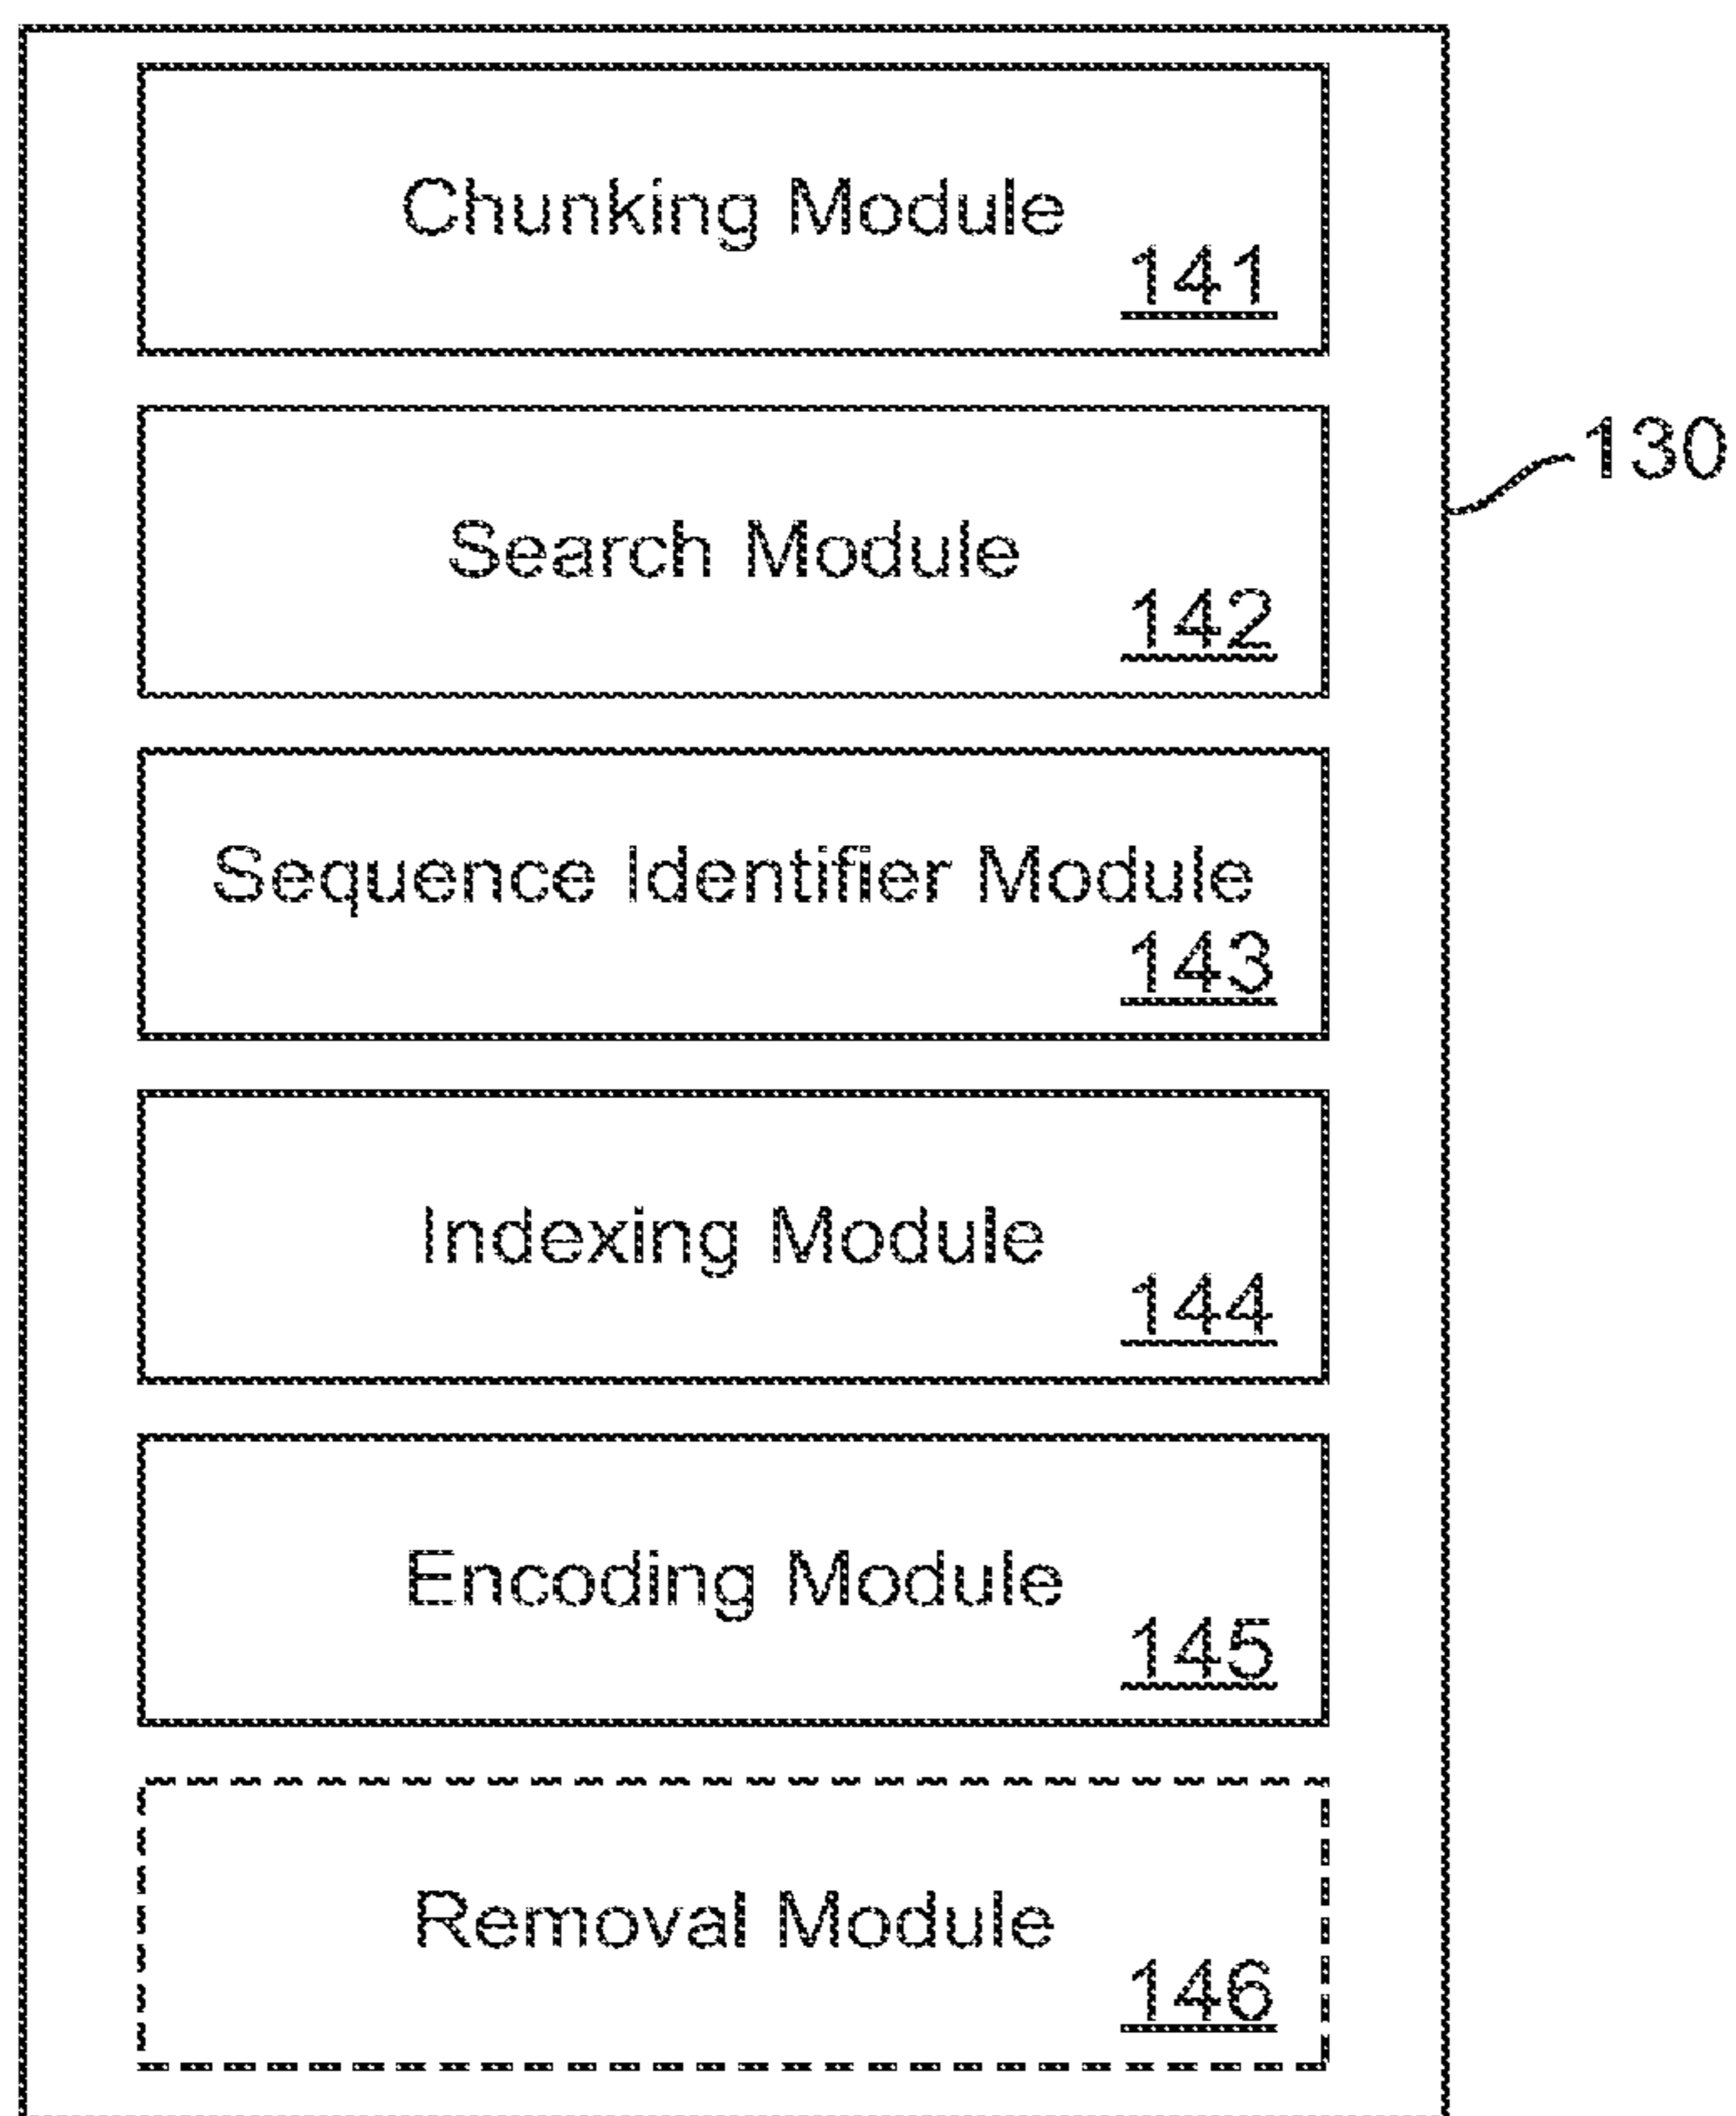 Chunking Module
141
130
Search Module
142
Sequence Identifier Module
143
Indexing Module
144
Encoding Module
145
Removal Module
146